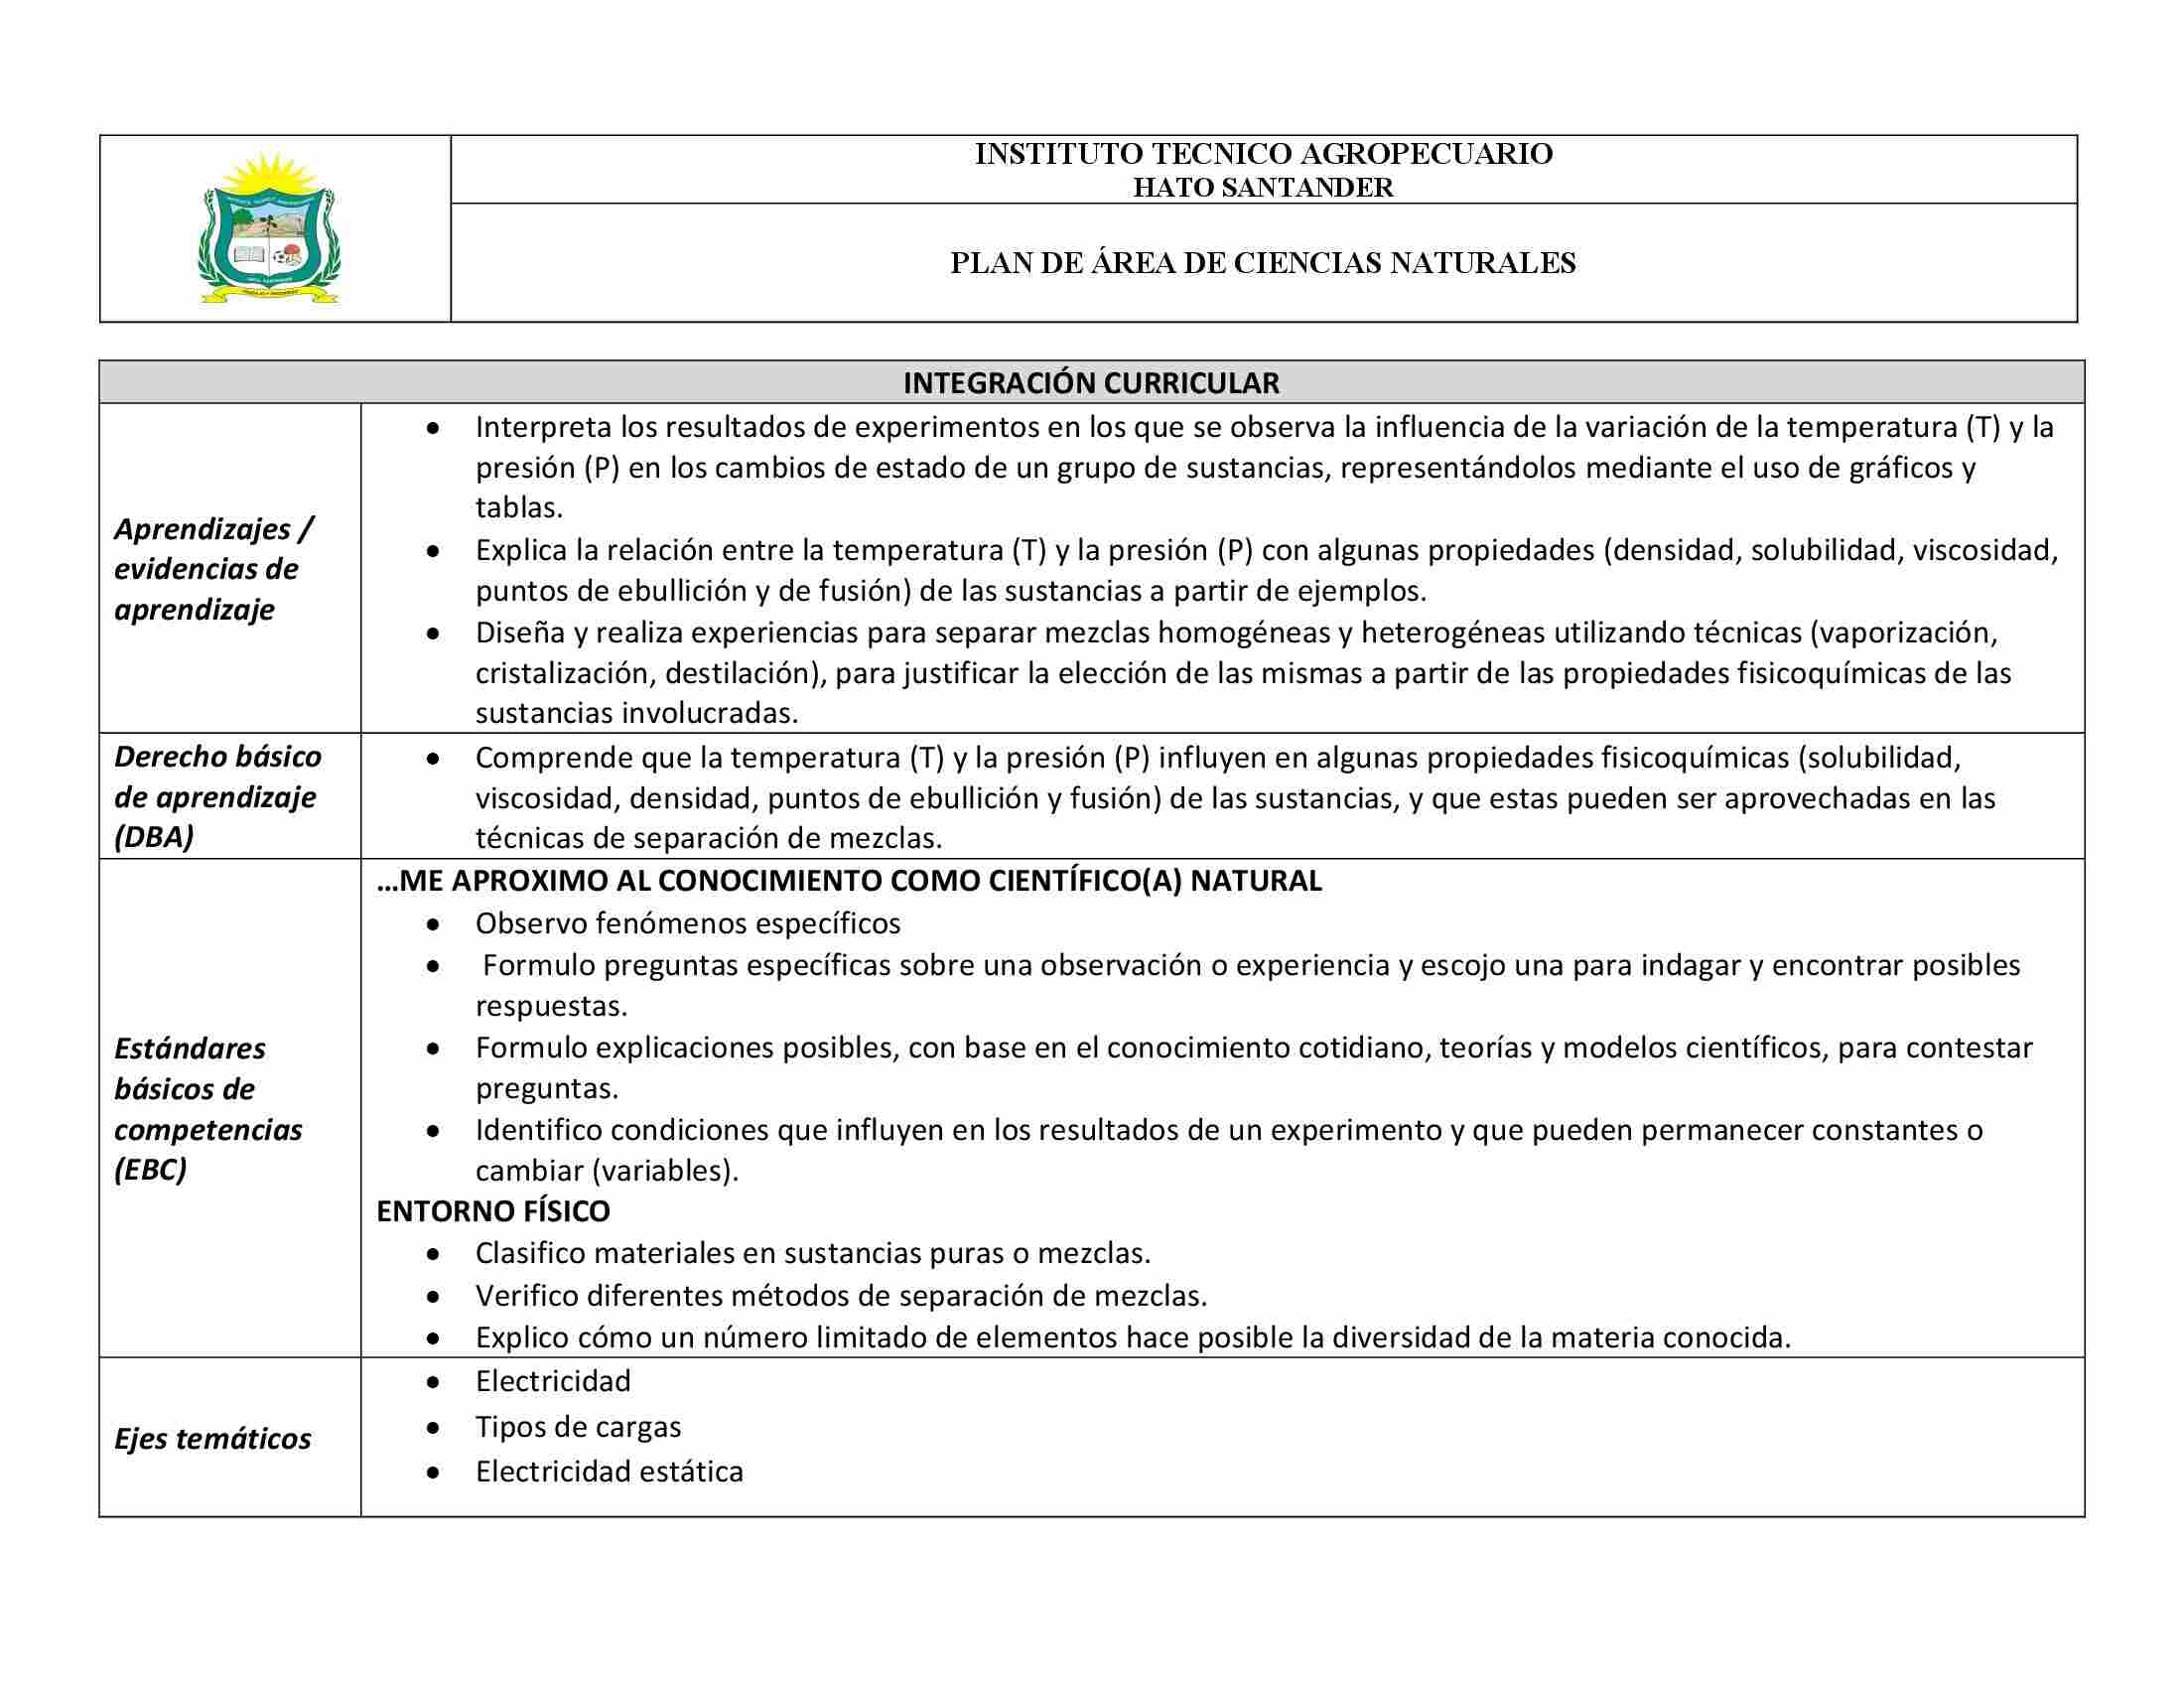 INSTITUTO TECNICO AGROPECUARIO
HATO SANTANDER
PLAN DE ÁREA DE CIENCIAS NATURALES
INTEGRACIÓN CURRICULAR
Aprendizajes /
evidencias de
aprendizaje
• Interpreta los resultados de experimentos en los que se observa la influencia de la variación de la temperatura (T) y la
presión (P) en los cambios de estado de un grupo de sustancias, representándolos mediante el uso de gráficos y
tablas.
• Explica la relación entre la temperatura (T) y la presión (P) con algunas propiedades (densidad, solubilidad, viscosidad,
puntos de ebullición y de fusión) de las sustancias a partir de ejemplos.
• Diseña y realiza experiencias para separar mezclas homogéneas y heterogéneas utilizando técnicas (vaporización,
cristalización, destilación), para justificar la elección de las mismas a partir de las propiedades fisicoquímicas de las
sustancias involucradas.
Derecho básico
de aprendizaje
(DBA)
• Comprende que la temperatura (T) y la presión (P) influyen en algunas propiedades fisicoquímicas (solubilidad,
viscosidad, densidad, puntos de ebullición y fusión) de las sustancias, y que estas pueden ser aprovechadas en las
técnicas de separación de mezclas.
Estándares
básicos de
competencias
(EBC)
…ME APROXIMO AL CONOCIMIENTO COMO CIENTÍFICO(A) NATURAL
• Observo fenómenos específicos
• Formulo preguntas específicas sobre una observación o experiencia y escojo una para indagar y encontrar posibles
respuestas.
• Formulo explicaciones posibles, con base en el conocimiento cotidiano, teorías y modelos científicos, para contestar
preguntas.
• Identifico condiciones que influyen en los resultados de un experimento y que pueden permanecer constantes o
cambiar (variables).
ENTORNO FÍSICO
• Clasifico materiales en sustancias puras o mezclas.
• Verifico diferentes métodos de separación de mezclas.
• Explico cómo un número limitado de elementos hace posible la diversidad de la materia conocida.
Ejes temáticos
• Electricidad
• Tipos de cargas
• Electricidad estática